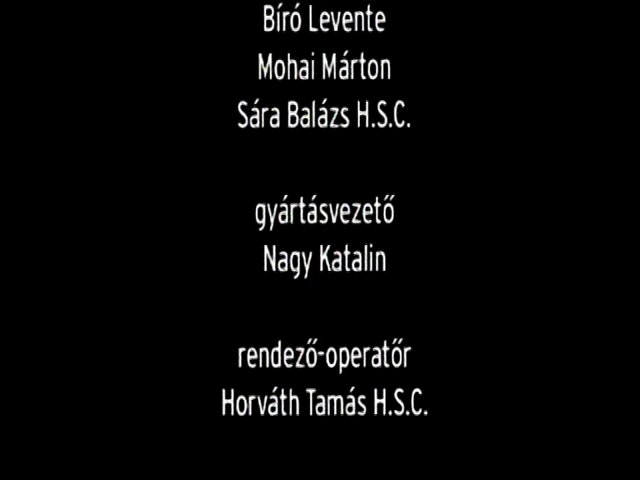 Bíró Levente
Mohai Márton
Sára Balázs H.S.C.
gyártásvezető
Nagy Katalin
rendező-operatőr
Horváth Tamás H.S.C.